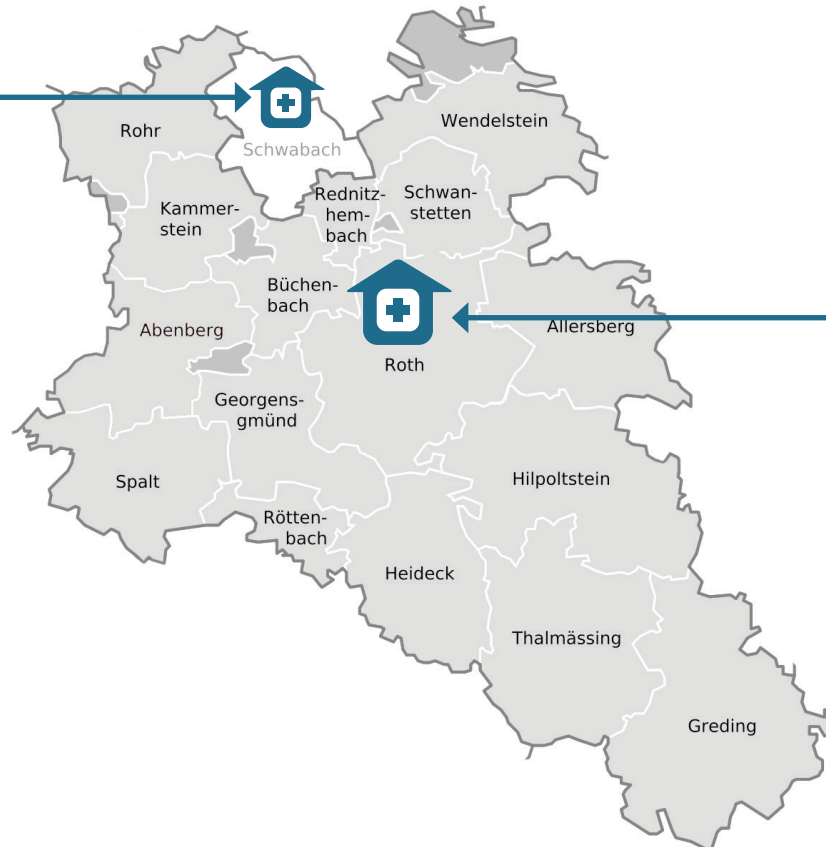 Wendelstein
Rohr
Schwabach
Rednitz-
hem-
bach
Schwan-
stetten
Kammer-
stein
Büchen-
bach
Abenberg
Allersberg
Roth
Georgens-
gmünd
Spalt
Hilpoltstein
Rötten-
bach
Heideck
Thalmässing
Greding